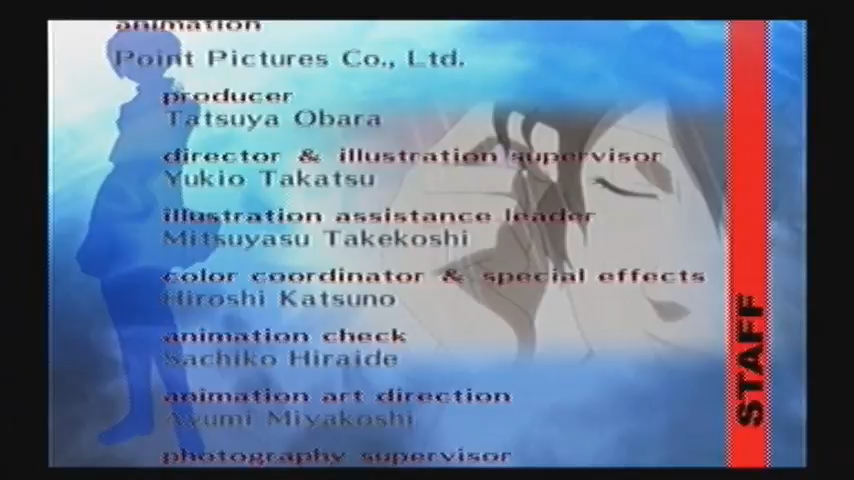 animation
Point Pictures Co., Ltd.
producer
Tatsuya Obara
director & illustration supervisor
Yukio Takatsu
illustration assistance leader
Mitsuyasu Takekoshi
color coordinator & special effects
Hiroshi Katsuno
animation check
Sachiko Hiraide
animation art direction
Ayumi Miyakoshi
photography supervisor
STAFF